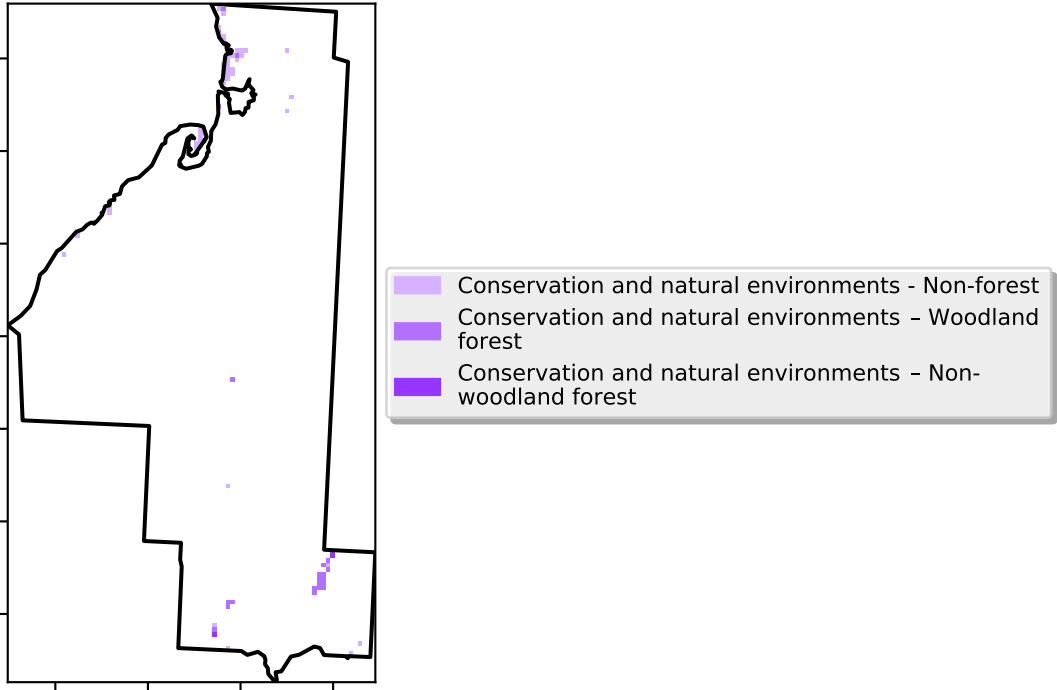 Conservation and natural environments - Non-forest
Conservation and natural environments – Woodland
forest
Conservation and natural environments – Non-
woodland forest